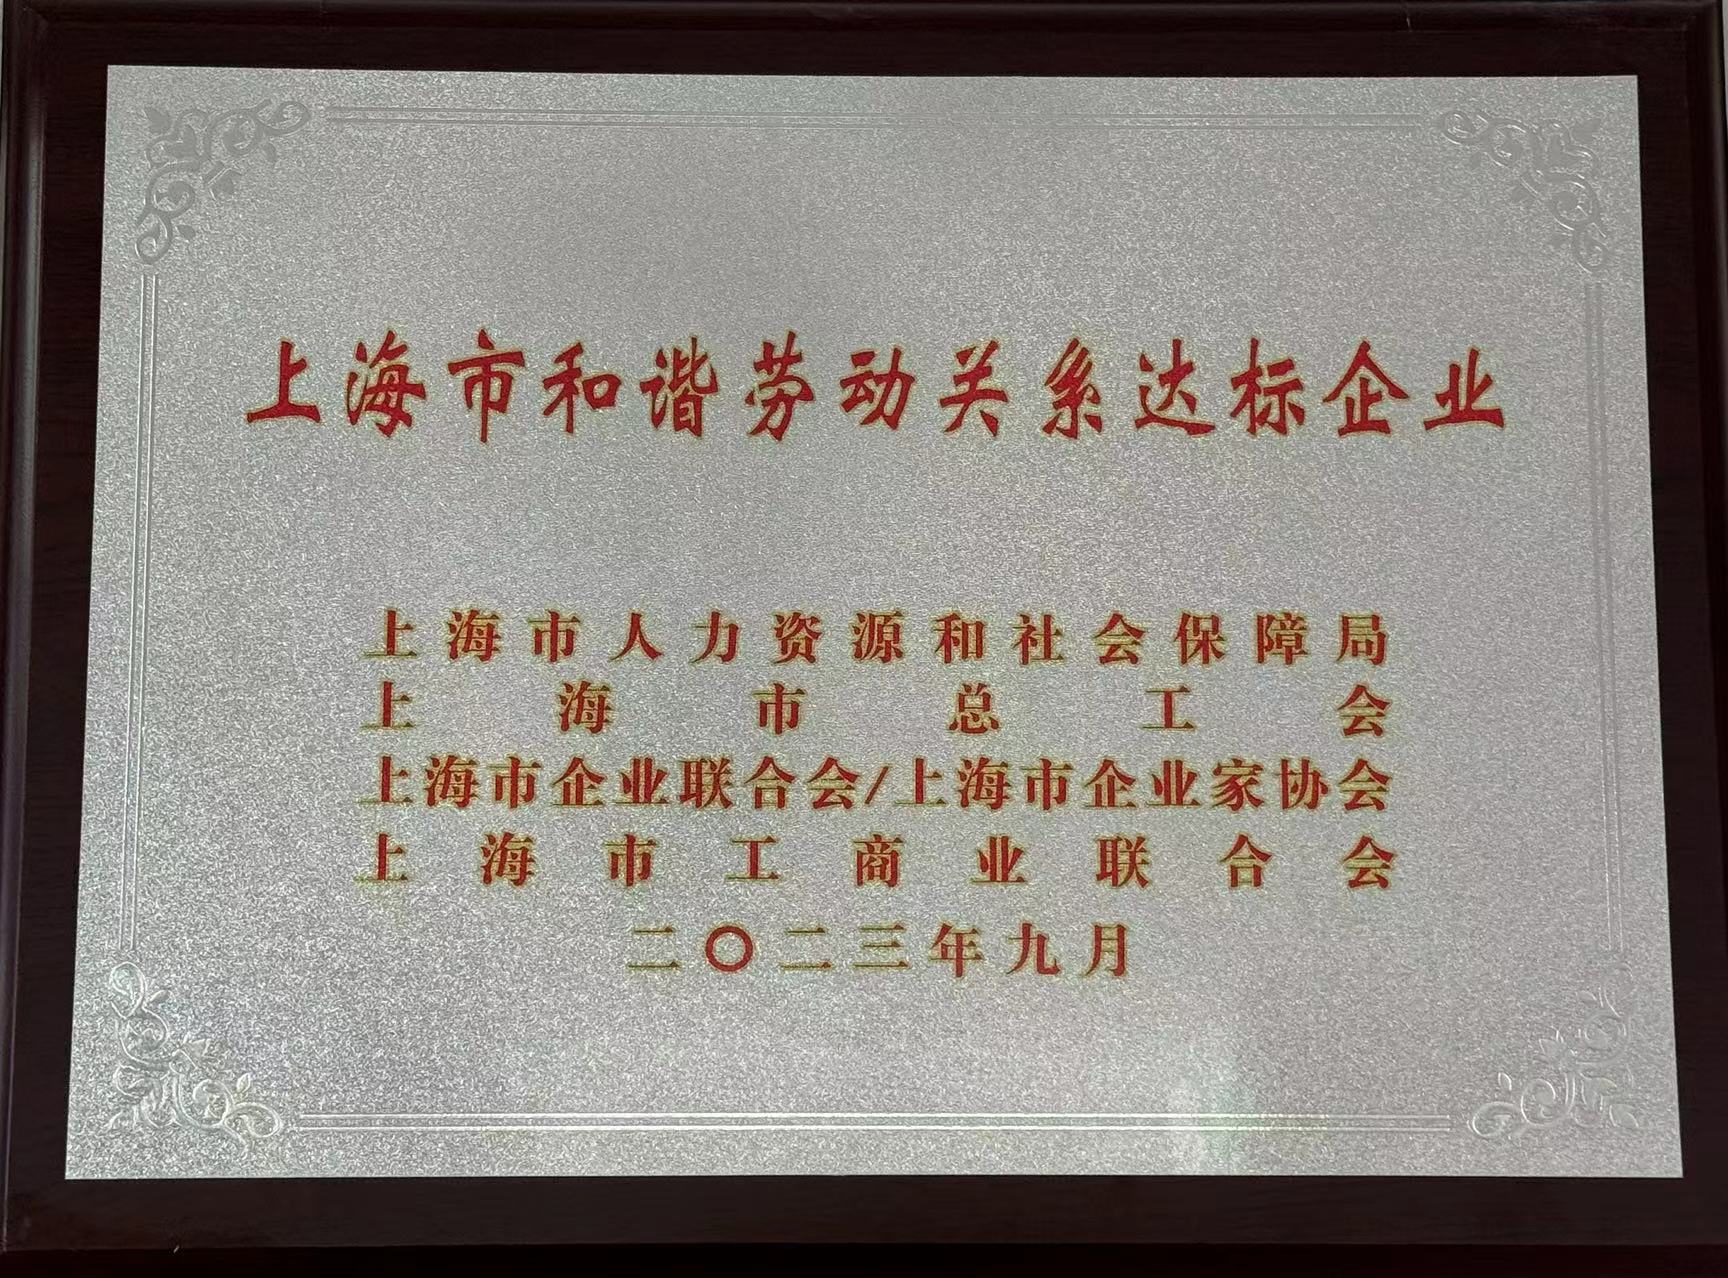 上海市和谐劳动关系达标企业
上海市人力资源和社会保障局
上海市总工会
上海市企业联合会/上海市企业家协会
上海市工商业联合会
二〇二三年九月